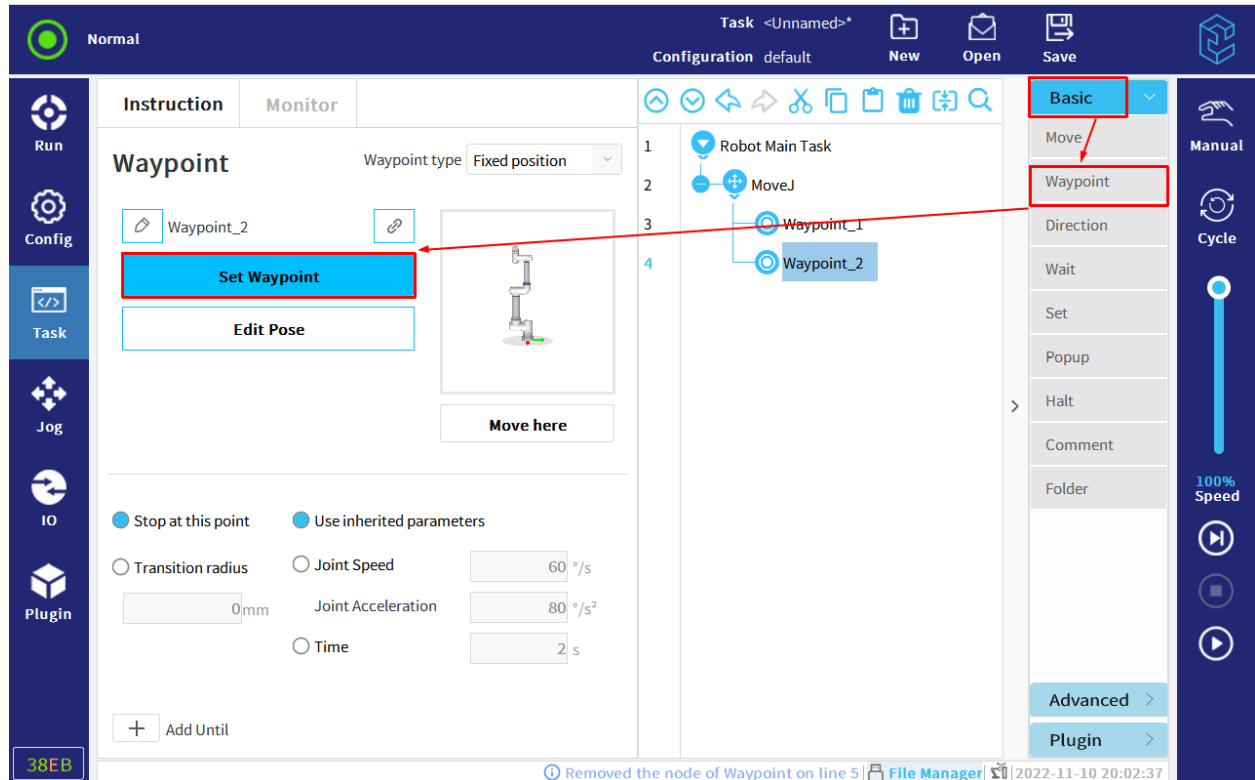 Normal
Task <Unnamed>*
Configuration default
New
Open
Save
Run
Config
Task
Jog
IO
Plugin
38EB
Instruction
Monitor
Waypoint
Waypoint type Fixed position
Waypoint_2
Set Waypoint
Edit Pose
Move here
Stop at this point
Use inherited parameters
Transition radius
Joint Speed 60 °/s
0 mm
Joint Acceleration 80 °/s²
Time 2 s
Add Until
1 Robot Main Task
2 MoveJ
3 Waypoint_1
4 Waypoint_2
Basic
Move
Waypoint
Direction
Wait
Set
Popup
Halt
Comment
Folder
Advanced
Plugin
Manual
Cycle
100%
Speed
Removed the node of Waypoint on line 5 File Manager 2022-11-10 20:02:37